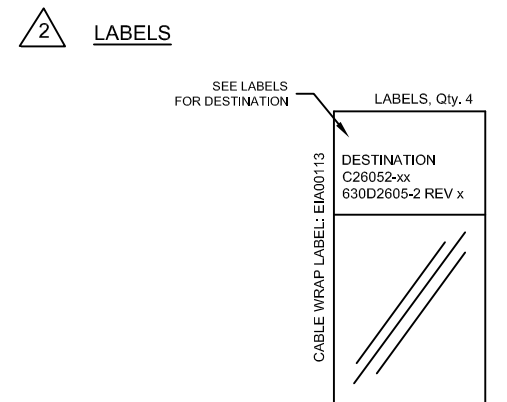 2
LABELS
SEE LABELS
FOR DESTINATION
LABELS, Qty. 4
CABLE WRAP LABEL: EIA00113
DESTINATION
C26052-xx
630D2605-2 REV x